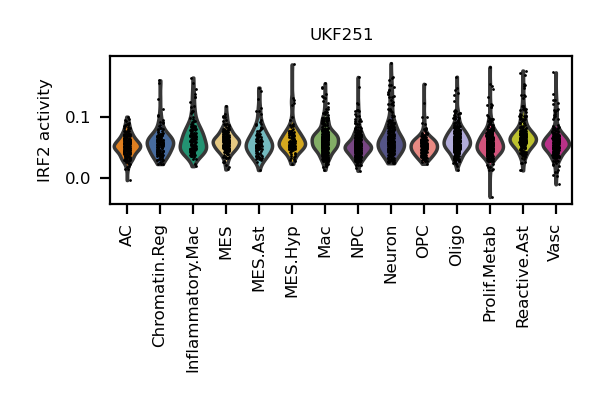 UKF251
IRF2 activity
0.1
0.0
AC
Chromatin.Reg
Inflammatory.Mac
MES
MES.Ast
MES.Hyp
Mac
NPC
Neuron
OPC
Oligo
Prolif.Metab
Reactive.Ast
Vasc